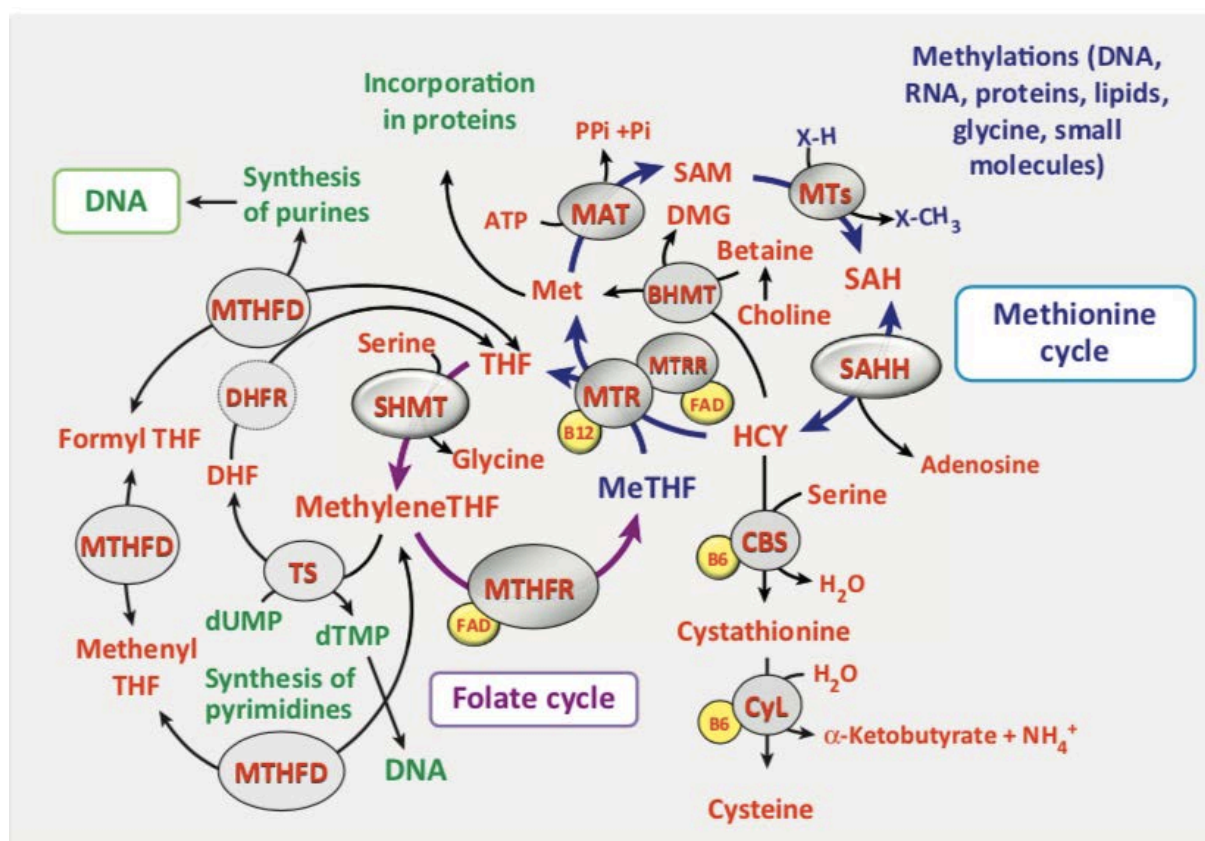 Methylations (DNA,
RNA, proteins, lipids,
glycine, small
molecules)
Incorporation
in proteins
PPi +Pi
X-H
SAM
MTs
DNA
Synthesis
of purines
ATP
MAT
DMG
X-CH₃
Betaine
SAH
Met
BHMT
Choline
Methionine
cycle
MTHFD
Serine
THF
MTRR
SAHH
DHFR
SHMT
MTR
FAD
B12
HCY
Formyl THF
Glycine
Adenosine
DHF
MeTHF
MethyleneTHF
Serine
MTHFD
TS
MTHFR
B6
CBS
H₂O
dUMP
dTMP
FAD
Cystathionine
Methenyl
THF
Synthesis of
pyrimidines
Folate cycle
H₂O
B6
CyL
α-Ketobutyrate + NH₄⁺
MTHFD
DNA
Cysteine